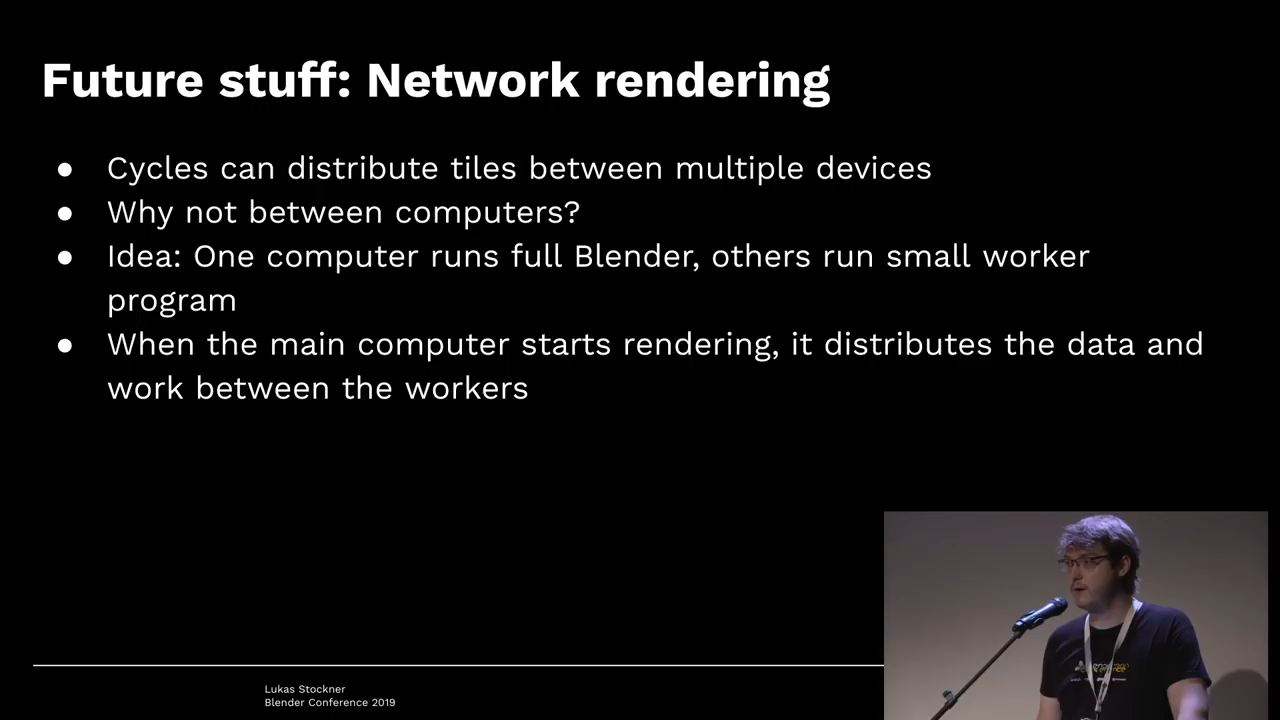 Future stuff: Network rendering
● Cycles can distribute tiles between multiple devices
● Why not between computers?
● Idea: One computer runs full Blender, others run small worker
program
● When the main computer starts rendering, it distributes the data and
work between the workers
Lukas Stockner
Blender Conference 2019